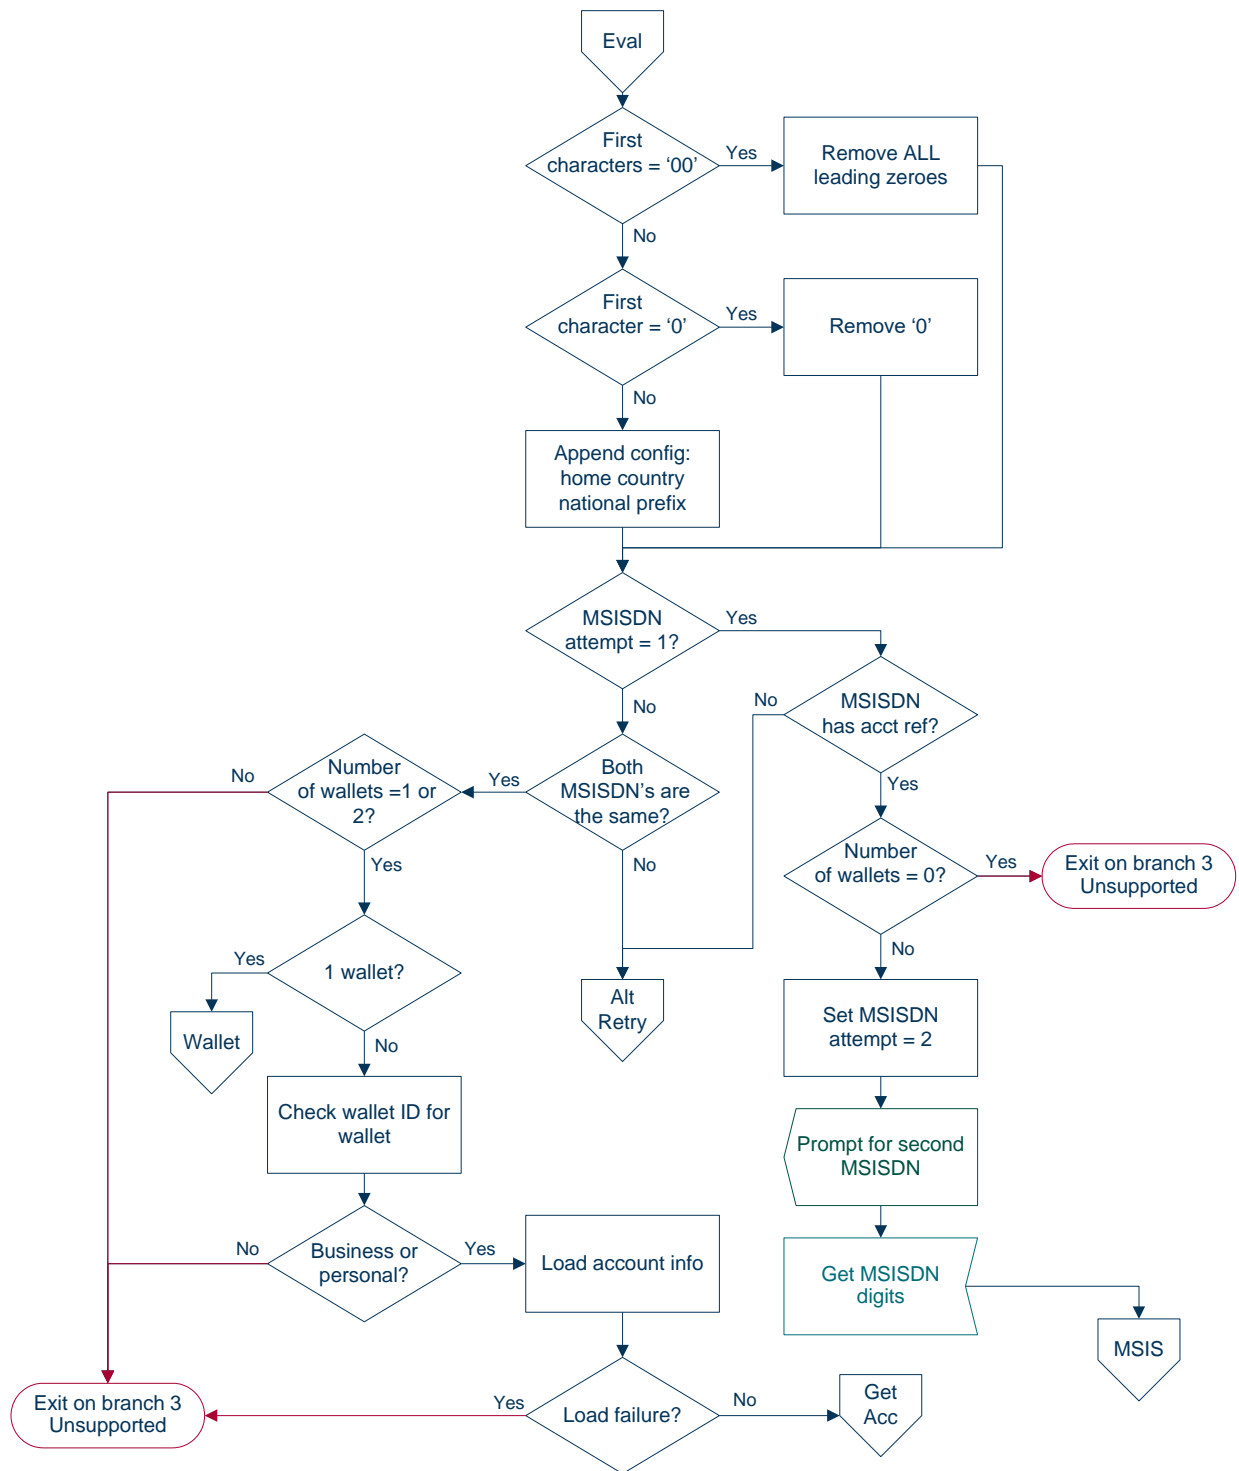 Eval
First
characters = ‘00’
Yes
Remove ALL
leading zeroes
No
First
character = ‘0’
Yes
Remove ‘0’
No
Append config:
home country
national prefix
MSISDN
attempt = 1?
Yes
No
MSISDN
has acct ref?
No
Yes
Both
MSISDN’s are
the same?
Yes
No
Number
of wallets =1 or
2?
No
Yes
Number
of wallets = 0?
Yes
Exit on branch 3
Unsupported
No
1 wallet?
Yes
Wallet
No
Alt
Retry
Set MSISDN
attempt = 2
Check wallet ID for
wallet
Prompt for second
MSISDN
Business or
personal?
No
Yes
Load account info
Get MSISDN
digits
MSIS
Exit on branch 3
Unsupported
Yes
Load failure?
No
Get
Acc